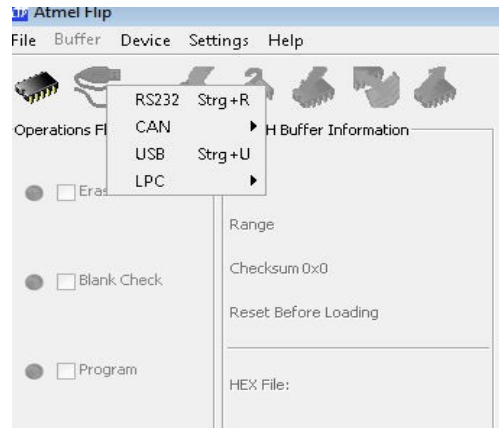 Atmel Flip
File Buffer Device Settings Help
RS232 Strg+R
CAN
USB Strg+U
LPC
Operations Fl
H Buffer Information
Eras
Blank Check
Program
Range
Checksum 0x0
Reset Before Loading
HEX File: